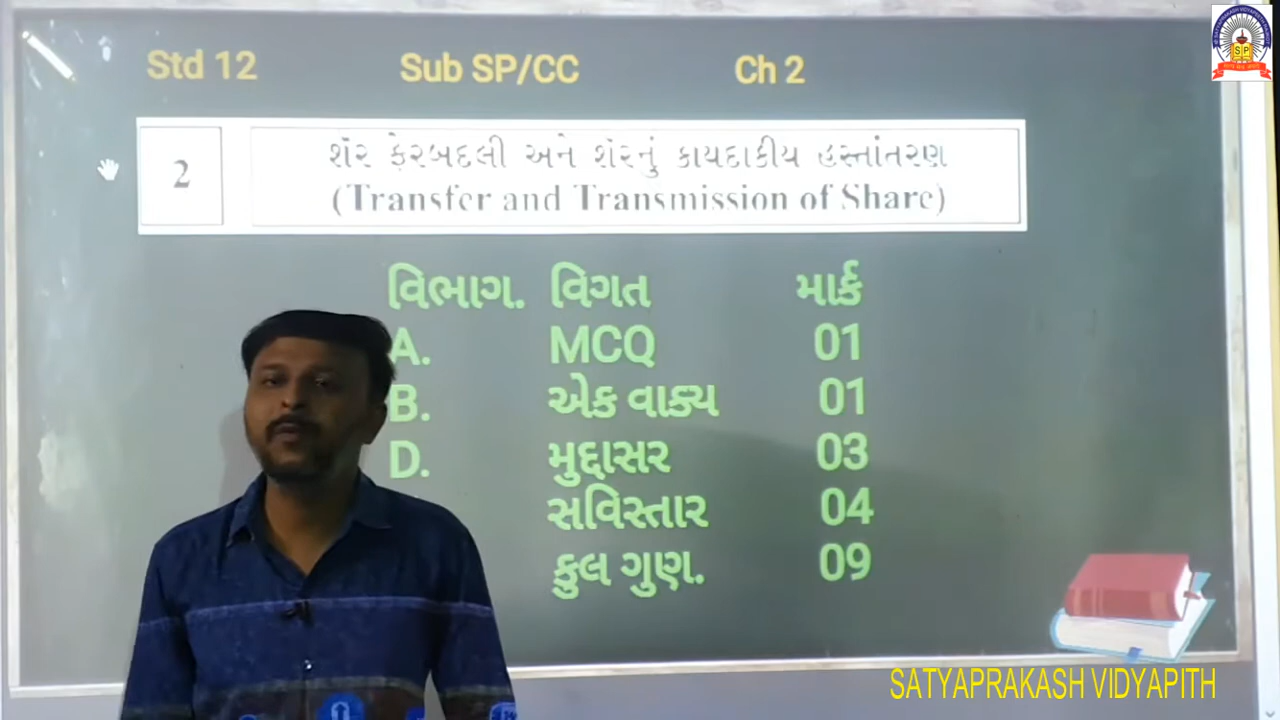 Std 12 Sub SP/CC Ch 2
2 શૅર ફેરબદલી અને શૅરનું કાયદાકીય હસ્તાંતરણ
(Transfer and Transmission of Share)
વિભાગ. વિગત માર્ક
A. MCQ 01
B. એક વાક્ય 01
D. મુદ્દાસર 03
સવિસ્તાર 04
કુલ ગુણ. 09
SATYAPRAKASH VIDYAPITH